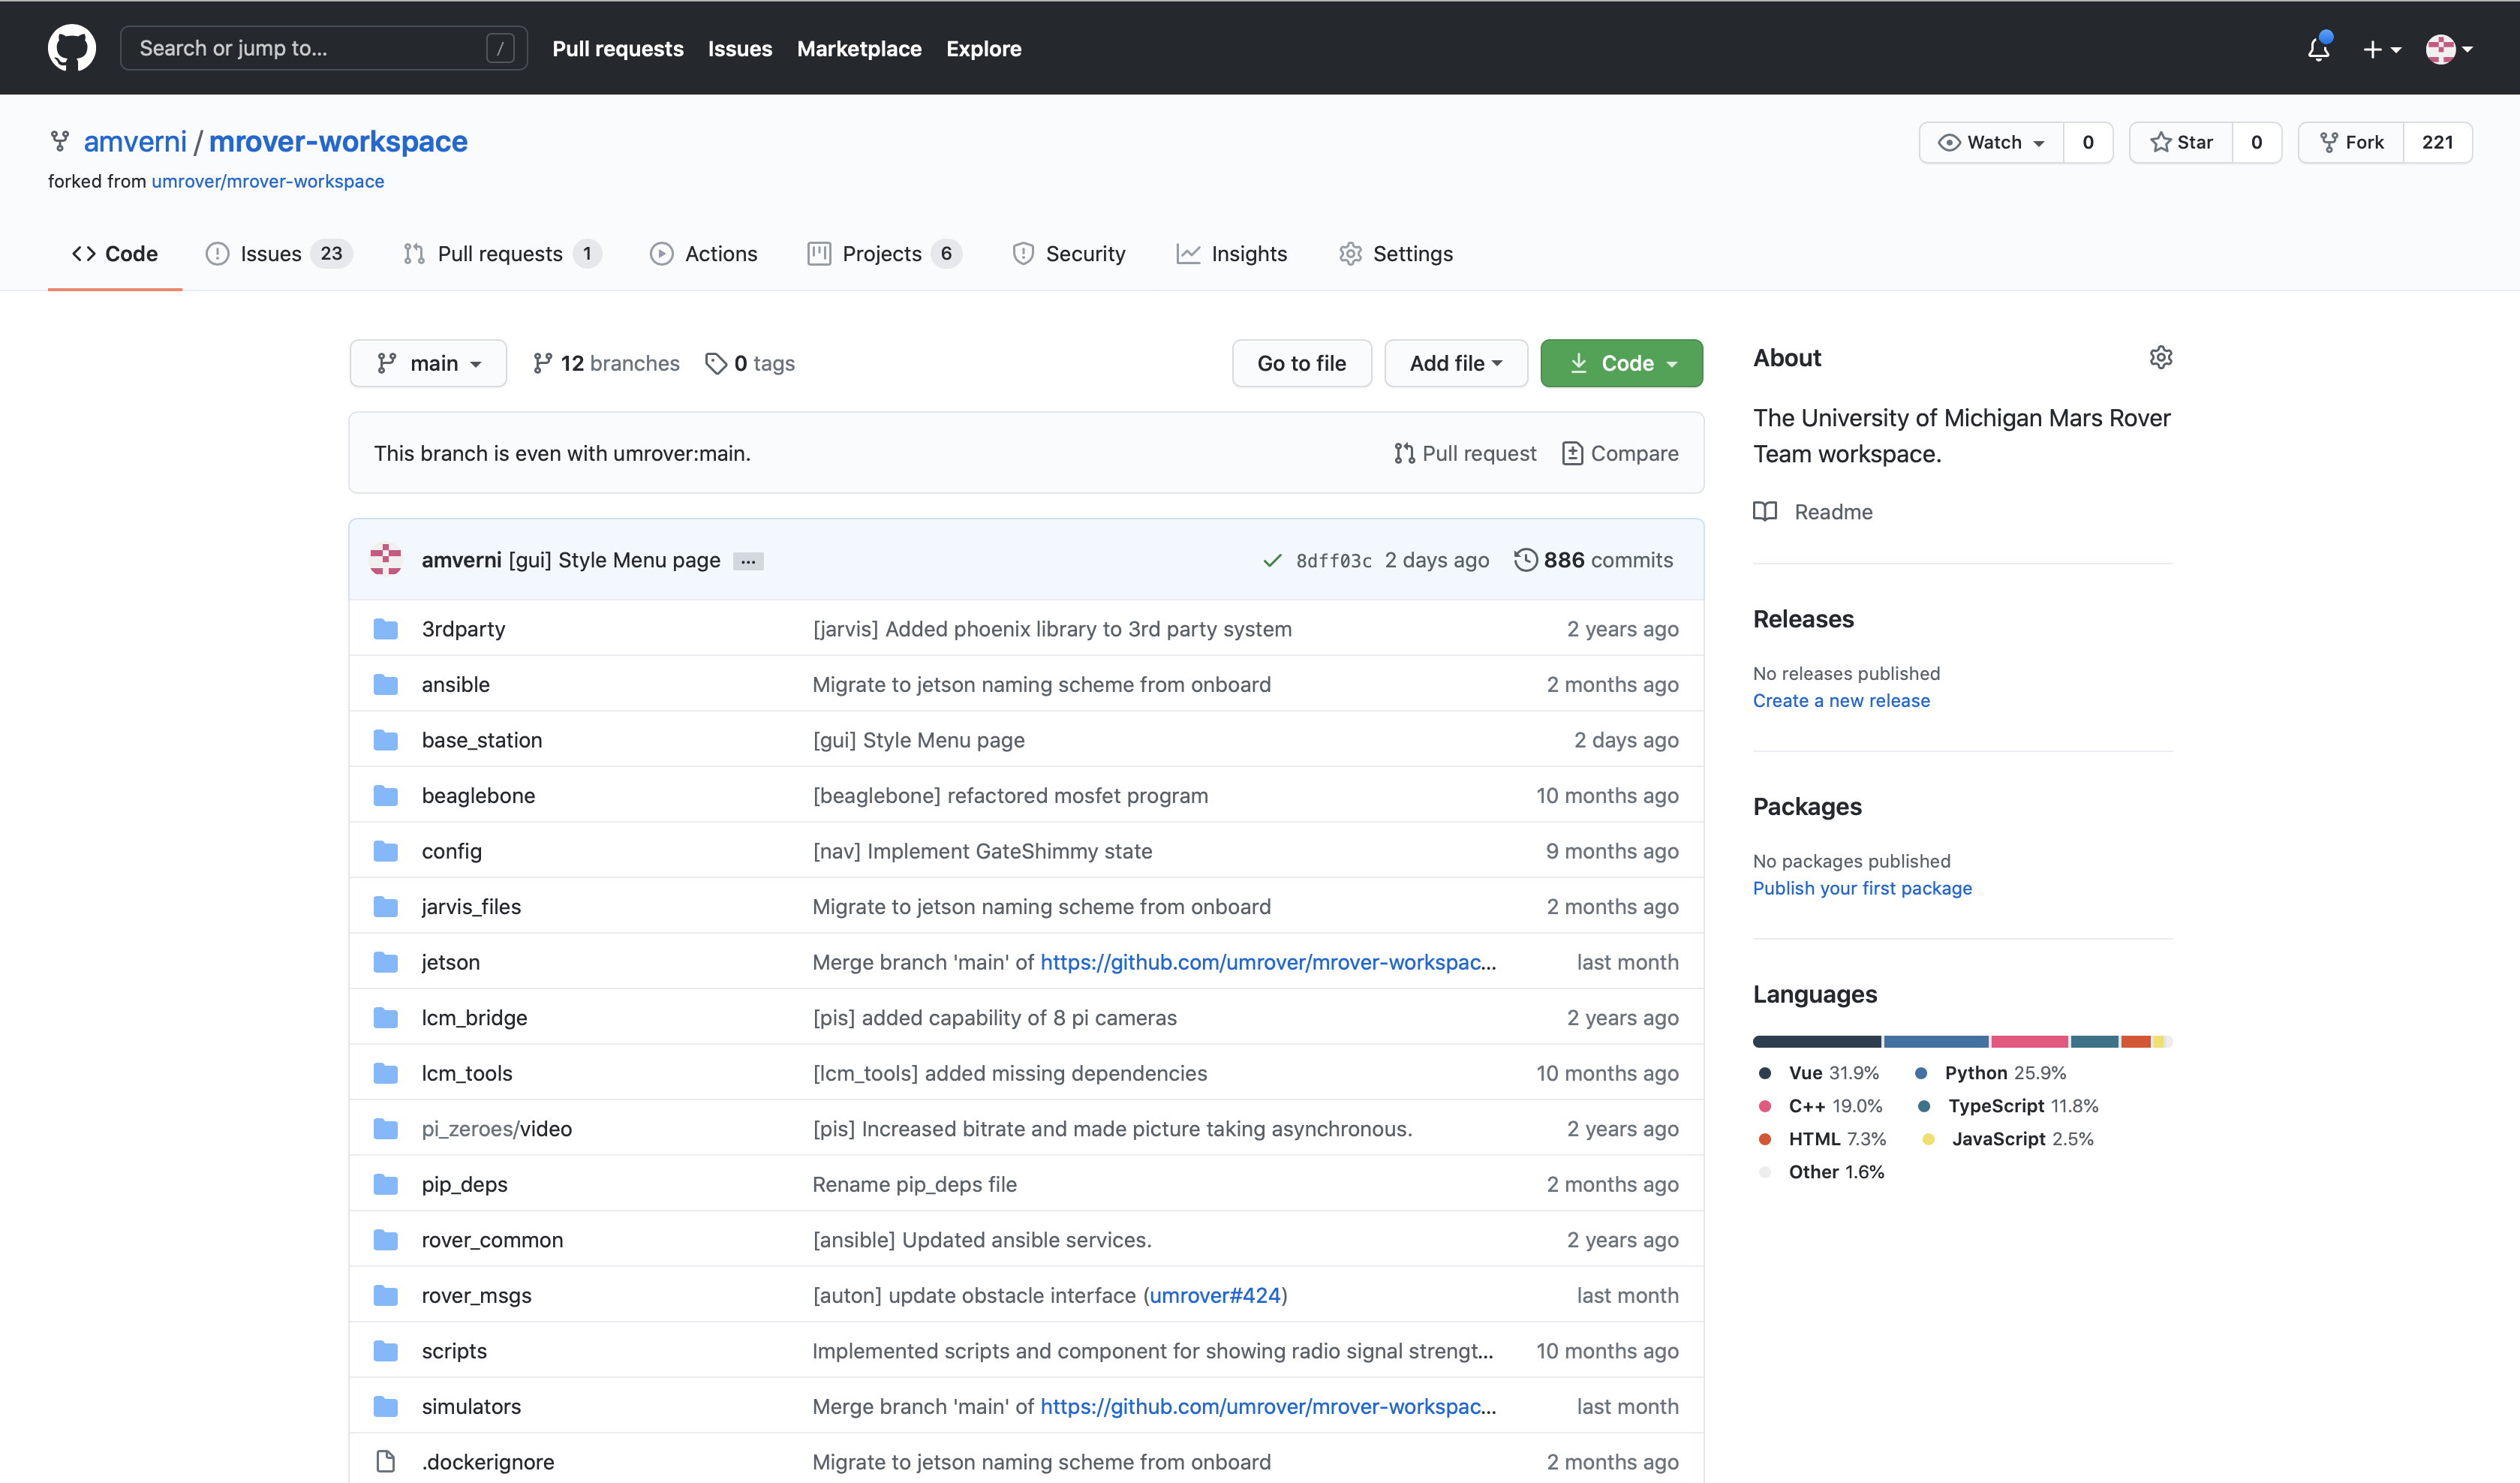 Search or jump to... / Pull requests Issues Marketplace Explore
amverni / mrover-workspace Watch 0 Star 0 Fork 221
forked from umrover/mrover-workspace
Code Issues 23 Pull requests 1 Actions Projects 6 Security Insights Settings
main 12 branches 0 tags Go to file Add file Code
This branch is even with umrover:main. Pull request Compare
amverni [gui] Style Menu page ... 8dff03c 2 days ago 886 commits
3rdparty [jarvis] Added phoenix library to 3rd party system 2 years ago
ansible Migrate to jetson naming scheme from onboard 2 months ago
base_station [gui] Style Menu page 2 days ago
beaglebone [beaglebone] refactored mosfet program 10 months ago
config [nav] Implement GateShimmy state 9 months ago
jarvis_files Migrate to jetson naming scheme from onboard 2 months ago
jetson Merge branch 'main' of https://github.com/umrover/mrover-workspac... last month
lcm_bridge [pis] added capability of 8 pi cameras 2 years ago
lcm_tools [lcm_tools] added missing dependencies 10 months ago
pi_zeroes/video [pis] Increased bitrate and made picture taking asynchronous. 2 years ago
pip_deps Rename pip_deps file 2 months ago
rover_common [ansible] Updated ansible services. 2 years ago
rover_msgs [auton] update obstacle interface (umrover#424) last month
scripts Implemented scripts and component for showing radio signal strengt... 10 months ago
simulators Merge branch 'main' of https://github.com/umrover/mrover-workspac... last month
.dockerignore Migrate to jetson naming scheme from onboard 2 months ago
About
The University of Michigan Mars Rover
Team workspace.
Readme
Releases
No releases published
Create a new release
Packages
No packages published
Publish your first package
Languages
Vue 31.9% Python 25.9%
C++ 19.0% TypeScript 11.8%
HTML 7.3% JavaScript 2.5%
Other 1.6%